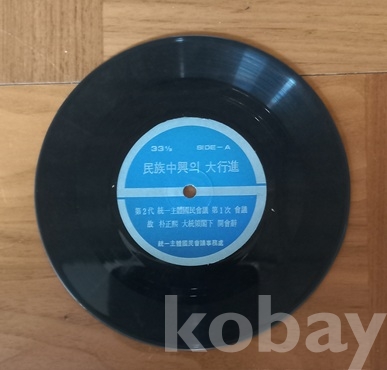 33⅓ SIDE-A
民族中興의 大行進
第2代 統一主體國民會議 第1次 會議
故 朴正熙 大統領閣下 開會辭
統一主體國民會議事務處
kobay